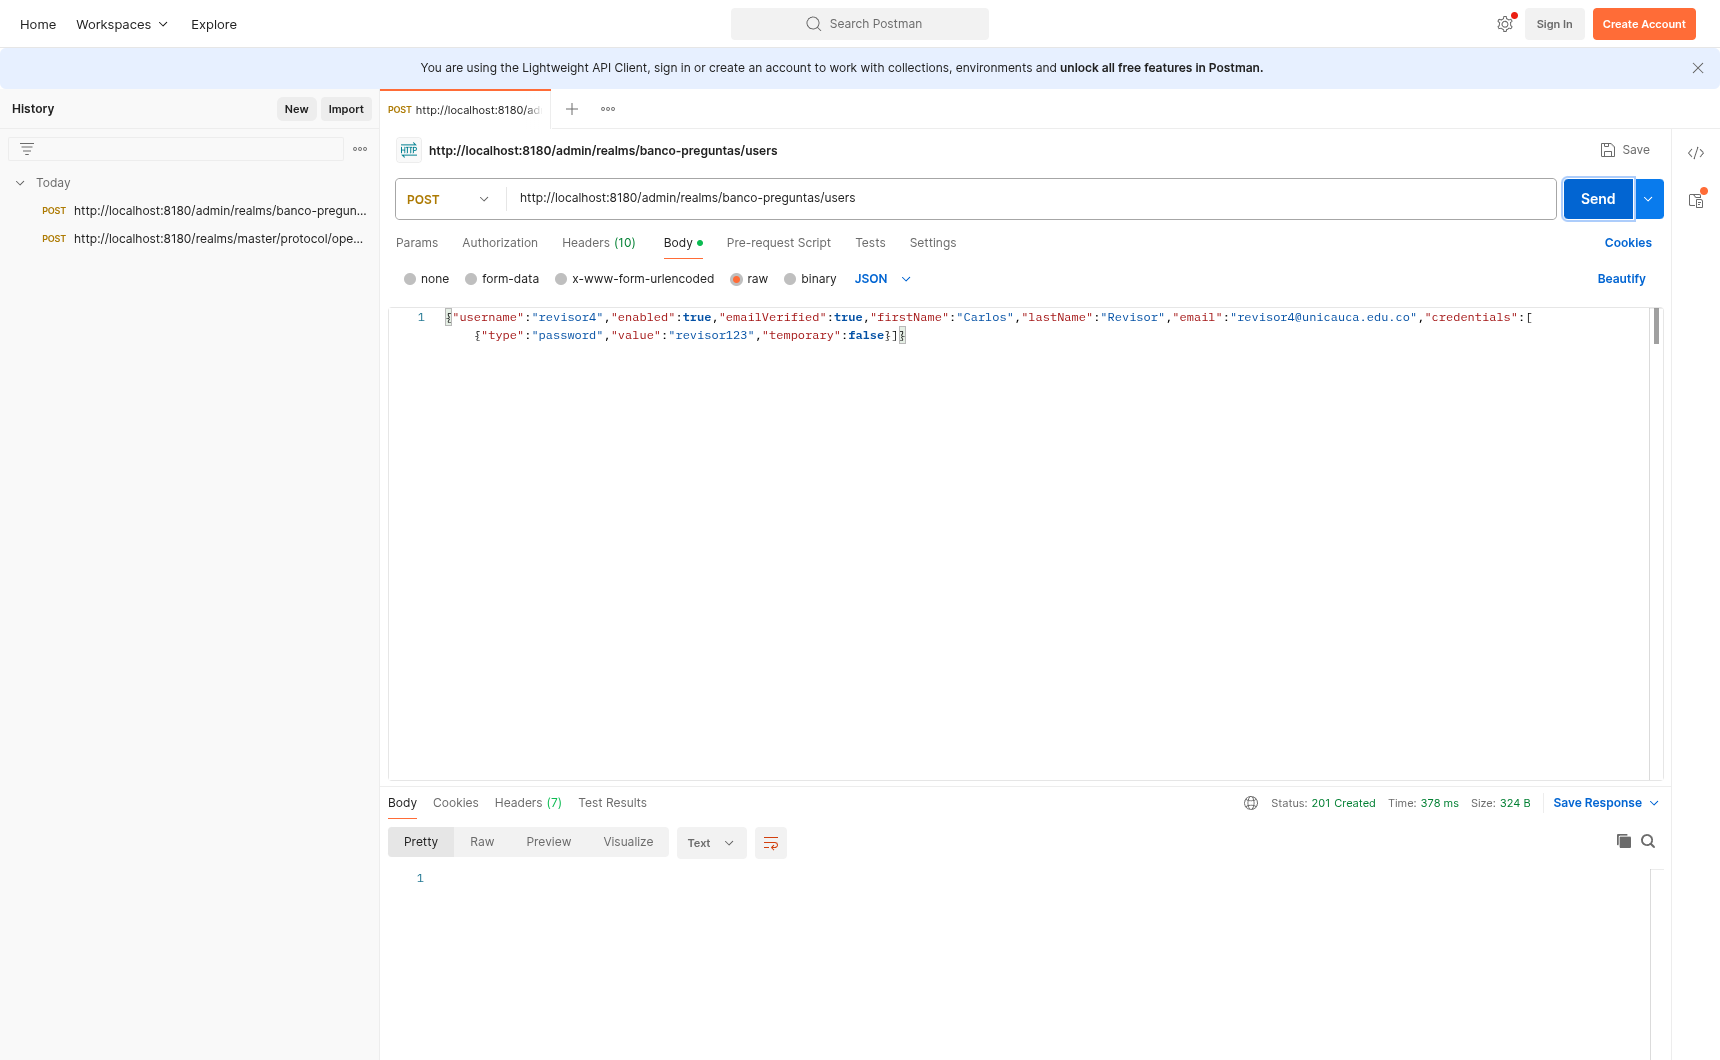 Home Workspaces Explore Search Postman Sign In Create Account
You are using the Lightweight API Client, sign in or create an account to work with collections, environments and unlock all free features in Postman.
History New Import
Today
POST http://localhost:8180/admin/realms/banco-pregun...
POST http://localhost:8180/realms/master/protocol/ope...
POST http://localhost:8180/ad
HTTP http://localhost:8180/admin/realms/banco-preguntas/users Save
POST http://localhost:8180/admin/realms/banco-preguntas/users Send
Params Authorization Headers (10) Body Pre-request Script Tests Settings Cookies
none form-data x-www-form-urlencoded raw binary JSON Beautify
1 {"username":"revisor4","enabled":true,"emailVerified":true,"firstName":"Carlos","lastName":"Revisor","email":"revisor4@unicauca.edu.co","credentials":[
{"type":"password","value":"revisor123","temporary":false}]}
Body Cookies Headers (7) Test Results Status: 201 Created Time: 378 ms Size: 324 B Save Response
Pretty Raw Preview Visualize Text
1